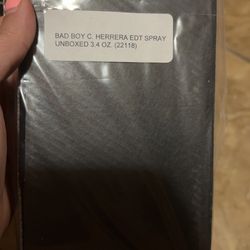 BAD BOY C. HERRERA EDT SPRAY
UNBOXED 3.4 OZ. (22118)